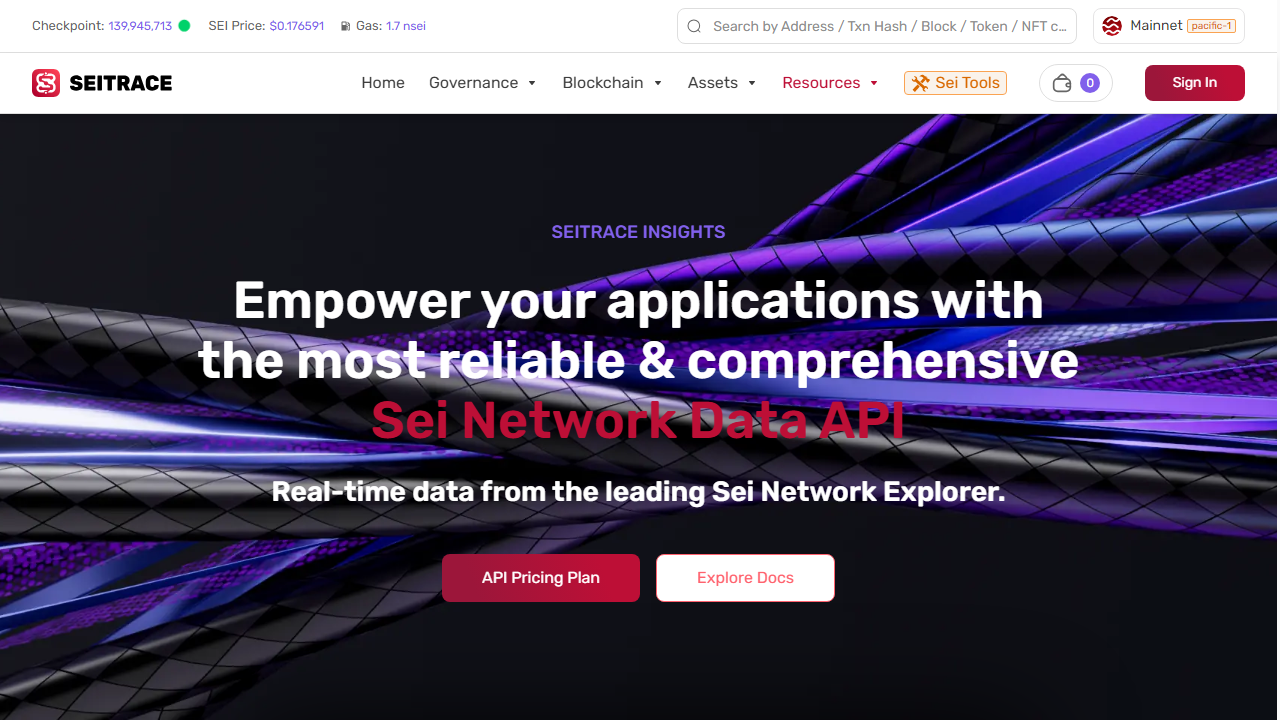 Checkpoint: 139,945,713 SEI Price: $0.176591 Gas: 1.7 nsei
Search by Address / Txn Hash / Block / Token / NFT c...
Mainnet pacific-1
SEITRACE
Home Governance Blockchain Assets Resources Sei Tools 0 Sign In
SEITRACE INSIGHTS
Empower your applications with
the most reliable & comprehensive
Sei Network Data API
Real-time data from the leading Sei Network Explorer.
API Pricing Plan Explore Docs